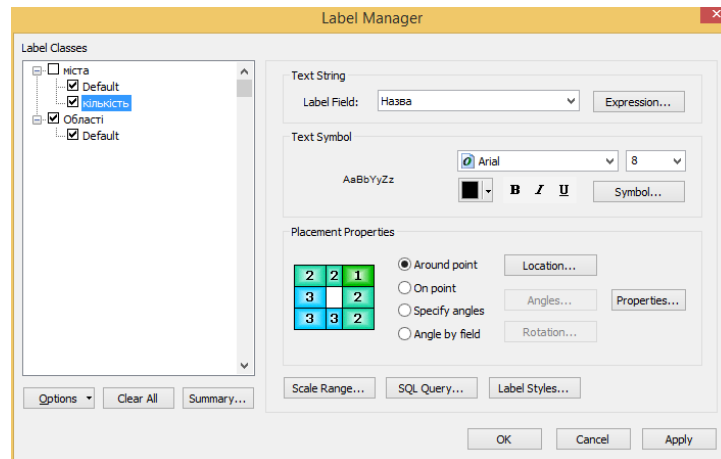 Label Manager
Label Classes
міста
Default
кількість
Області
Default
Options
Clear All
Summary...
Text String
Label Field:
Назва
Expression...
Text Symbol
AaBbYyZz
Arial
8
B I U
Symbol...
Placement Properties
2 2 1
3 2
3 3 2
Around point
On point
Specify angles
Angle by field
Location...
Angles...
Rotation...
Properties...
Scale Range...
SQL Query...
Label Styles...
OK
Cancel
Apply